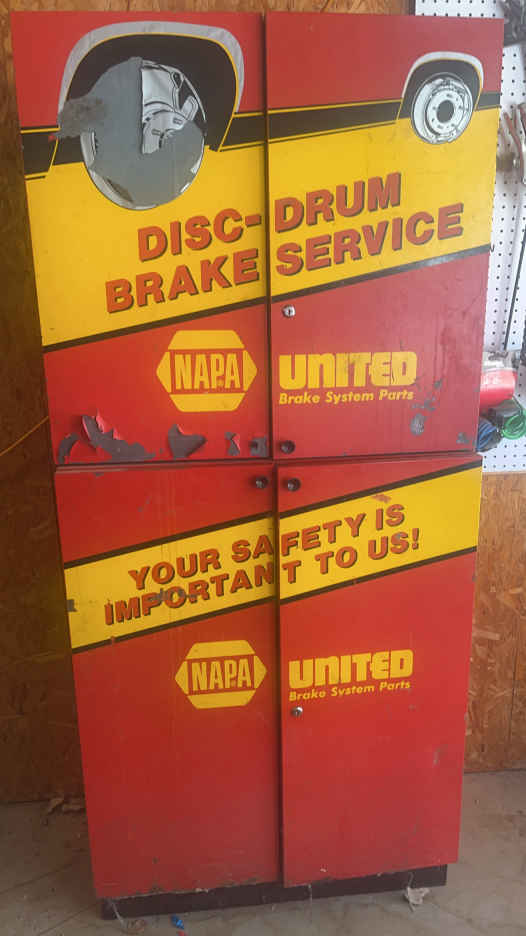 DISC-DRUM
BRAKE SERVICE
NAPA
UNITED
Brake System Parts
YOUR SAFETY IS
IMPORTANT TO US!
NAPA
UNITED
Brake System Parts